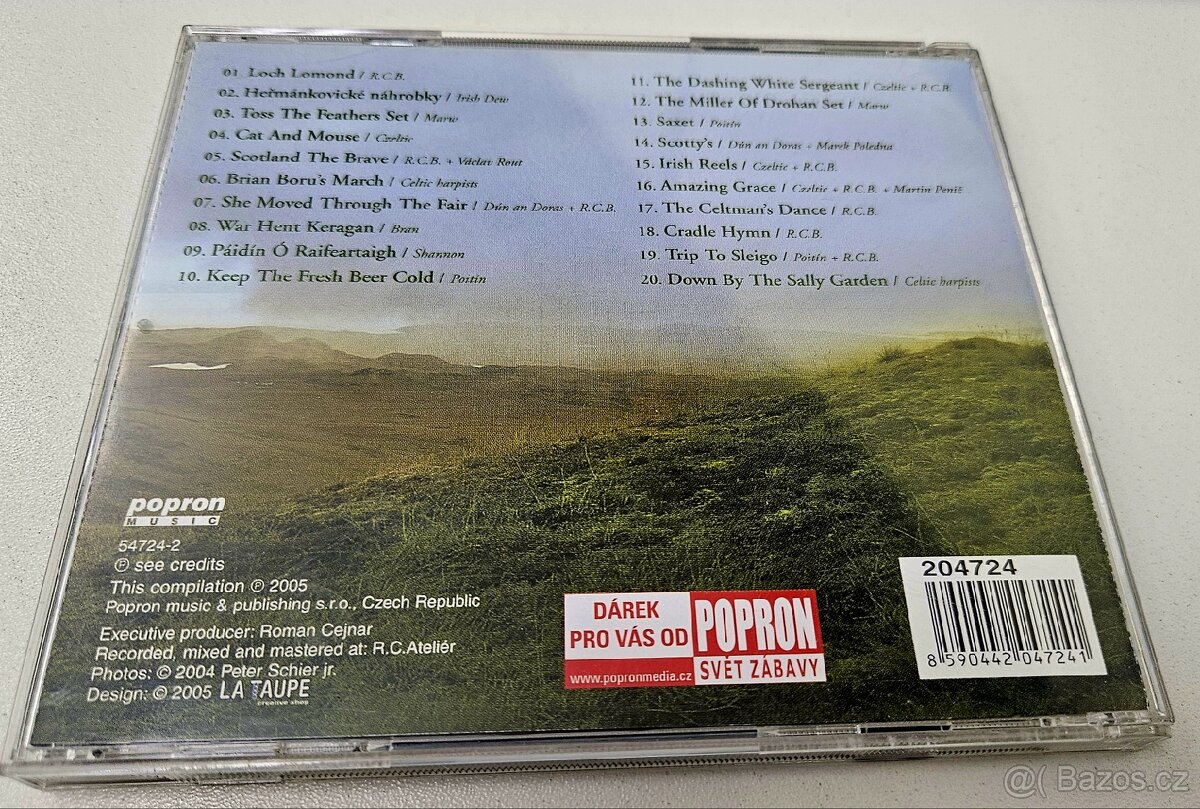 01. Loch Lomond / R.C.B.
02. Heřmánkovické náhrobky / Irish Dew
03. Toss The Feathers Set / Marw
04. Cat And Mouse / Czeltic
05. Scotland The Brave / R.C.B. + Václav Rout
06. Brian Boru's March / Celtic harpists
07. She Moved Through The Fair / Dún an Doras + R.C.B.
08. War Hent Keragan / Bran
09. Páidín Ó Raifeartaigh / Shannon
10. Keep The Fresh Beer Cold / Poitín
11. The Dashing White Sergeant / Czeltic + R.C.B.
12. The Miller Of Drohan Set / Marw
13. Saxet / Poitín
14. Scotty's / Dún an Doras + Marek Poledna
15. Irish Reels / Czeltic + R.C.B.
16. Amazing Grace / Czeltic + R.C.B. + Martin Penič
17. The Celtman's Dance / R.C.B.
18. Cradle Hymn / R.C.B.
19. Trip To Sleigo / Poitín + R.C.B.
20. Down By The Sally Garden / Celtic harpists
popron
MUSIC
54724-2
Ⓟ see credits
This compilation Ⓟ 2005
Popron music & publishing s.r.o., Czech Republic
Executive producer: Roman Cejnar
Recorded, mixed and mastered at: R.C.Ateliér
Photos: © 2004 Peter Schier jr.
Design: © 2005 LA TAUPE
creative shop
DÁREK
PRO VÁS OD
www.popronmedia.cz
POPRON
SVĚT ZÁBAVY
204724
8 590442 047241
@( Bazos.cz